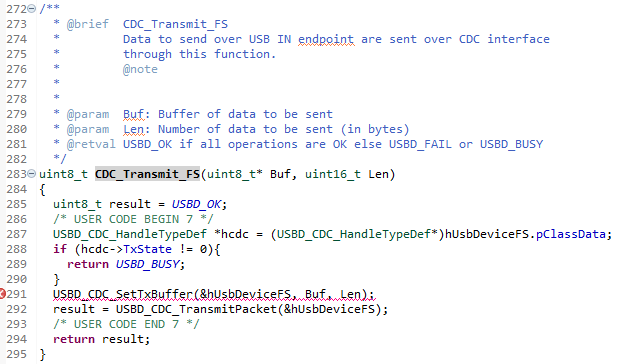 272 /**
273  * @brief  CDC_Transmit_FS
274  *         Data to send over USB IN endpoint are sent over CDC interface
275  *         through this function.
276  *         @note
277  *
278  *
279  * @param  Buf: Buffer of data to be sent
280  * @param  Len: Number of data to be sent (in bytes)
281  * @retval USBD_OK if all operations are OK else USBD_FAIL or USBD_BUSY
282  */
283 uint8_t CDC_Transmit_FS(uint8_t* Buf, uint16_t Len)
284 {
285   uint8_t result = USBD_OK;
286   /* USER CODE BEGIN 7 */
287   USBD_CDC_HandleTypeDef *hcdc = (USBD_CDC_HandleTypeDef*)hUsbDeviceFS.pClassData;
288   if (hcdc->TxState != 0){
289     return USBD_BUSY;
290   }
291   USBD_CDC_SetTxBuffer(&hUsbDeviceFS, Buf, Len);
292   result = USBD_CDC_TransmitPacket(&hUsbDeviceFS);
293   /* USER CODE END 7 */
294   return result;
295 }